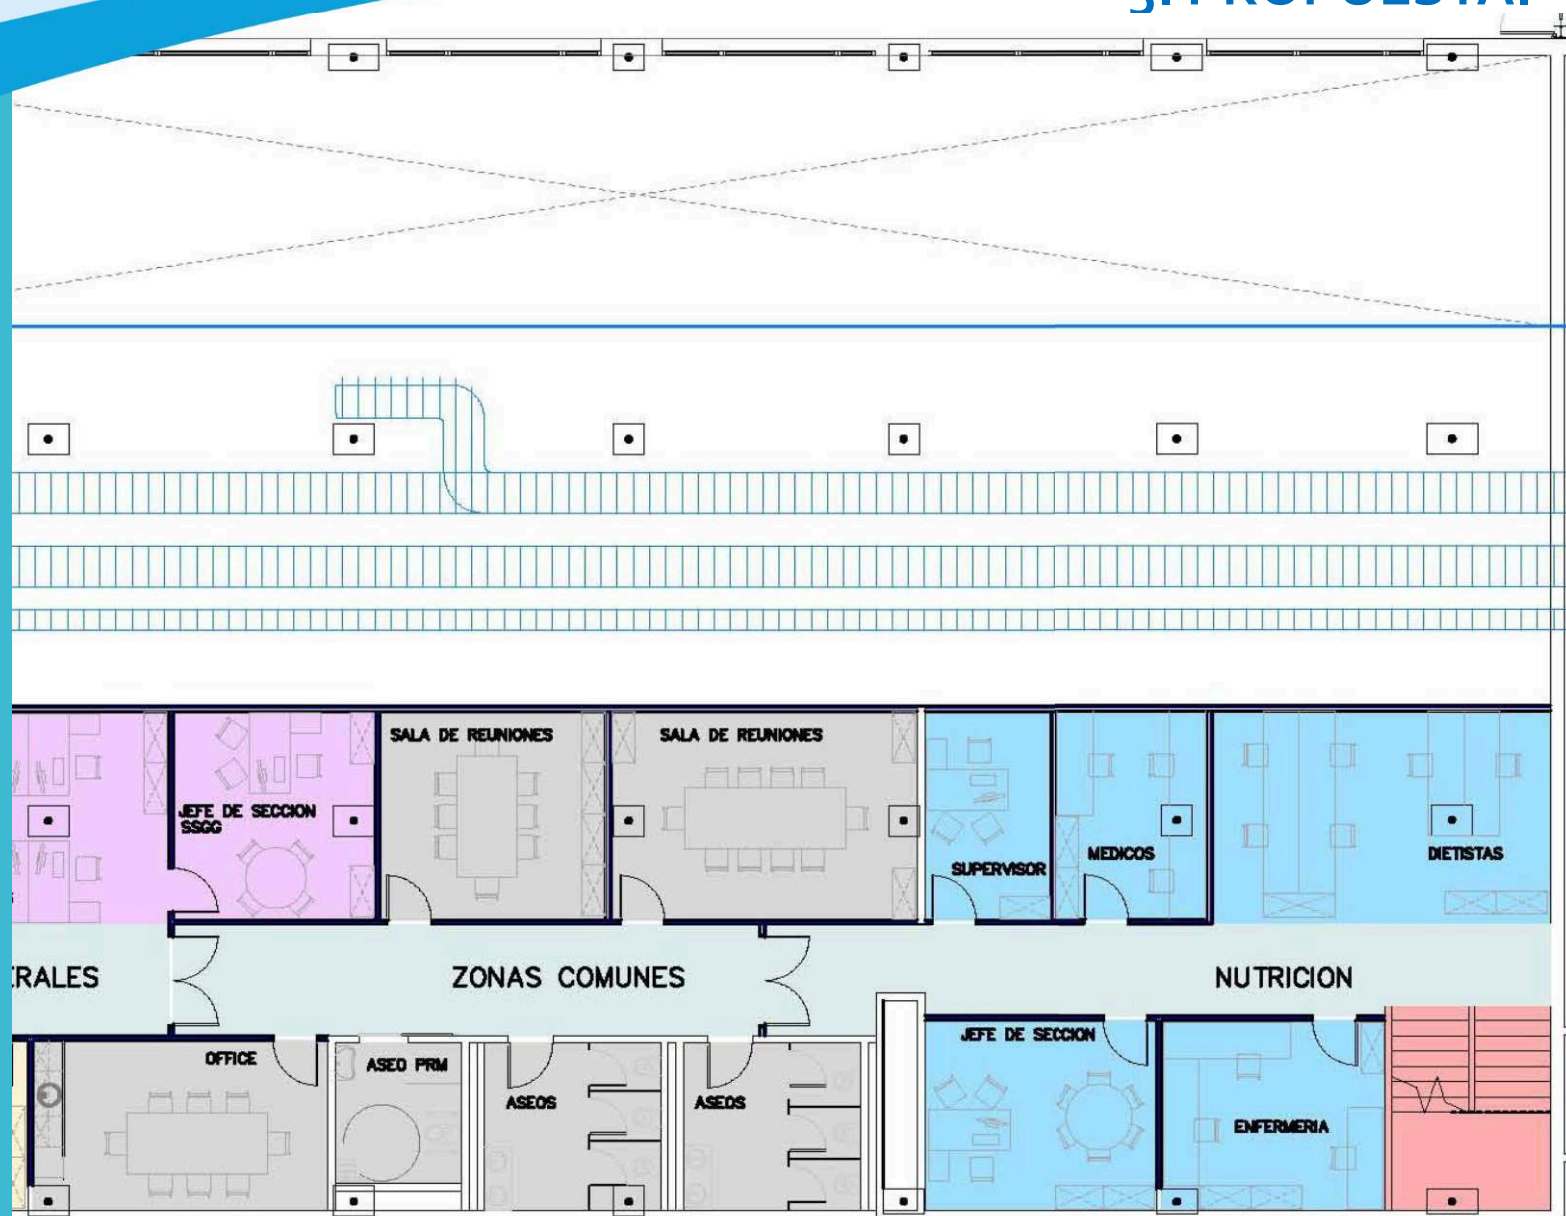 SALA DE REUNIONES
SALA DE REUNIONES
JEFE DE SECCION
SSGG
SUPERVISOR
MEDICOS
DIETISTAS
ZONAS COMUNES
NUTRICION
OFFICE
ASEO PRM
ASEOS
ASEOS
JEFE DE SECCION
ENFERMERIA